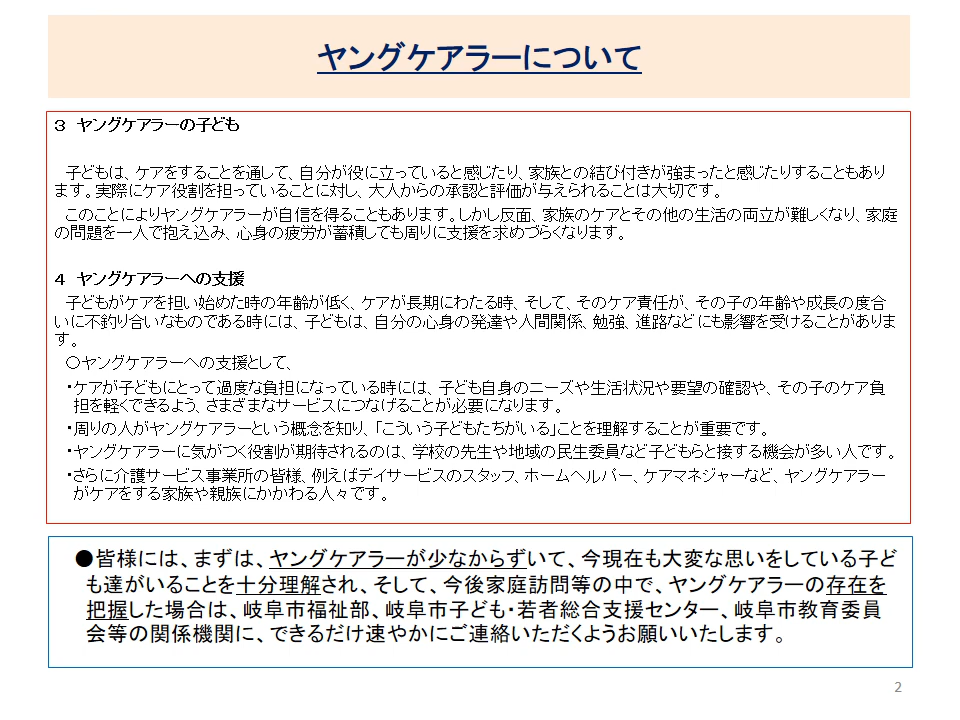 ヤングケアラーについて
3 ヤングケアラーの子ども
子どもは、ケアをすることを通して、自分が役に立っていると感じたり、家族との結び付きが強まったと感じたりすることもあり
ます。実際にケア役割を担っていることに対し、大人からの承認と評価が与えられることは大切です。
このことによりヤングケアラーが自信を得ることもあります。しかし反面、家族のケアとその他の生活の両立が難しくなり、家庭
の問題を一人で抱え込み、心身の疲労が蓄積しても周りに支援を求めづらくなります。
4 ヤングケアラーへの支援
子どもがケアを担い始めた時の年齢が低く、ケアが長期にわたる時、そして、そのケア責任が、その子の年齢や成長の度合
いに不釣り合いなものである時には、子どもは、自分の心身の発達や人間関係、勉強、進路などにも影響を受けることがありま
す。
○ヤングケアラーへの支援として、
・ケアが子どもにとって過度な負担になっている時には、子ども自身のニーズや生活状況や要望の確認や、その子のケア負
担を軽くできるよう、さまざまなサービスにつなげることが必要になります。
・周りの人がヤングケアラーという概念を知り、「こういう子どもたちがいる」ことを理解することが重要です。
・ヤングケアラーに気がつく役割が期待されるのは、学校の先生や地域の民生委員など子どもらと接する機会が多い人です。
・さらに介護サービス事業所の皆様、例えばデイサービスのスタッフ、ホームヘルパー、ケアマネジャーなど、ヤングケアラー
がケアをする家族や親族にかかわる人々です。
●皆様には、まずは、ヤングケアラーが少なからずいて、今現在も大変な思いをしている子ど
も達がいることを十分理解され、そして、今後家庭訪問等の中で、ヤングケアラーの存在を
把握した場合は、岐阜市福祉部、岐阜市子ども・若者総合支援センター、岐阜市教育委員
会等の関係機関に、できるだけ速やかにご連絡いただくようお願いいたします。
2